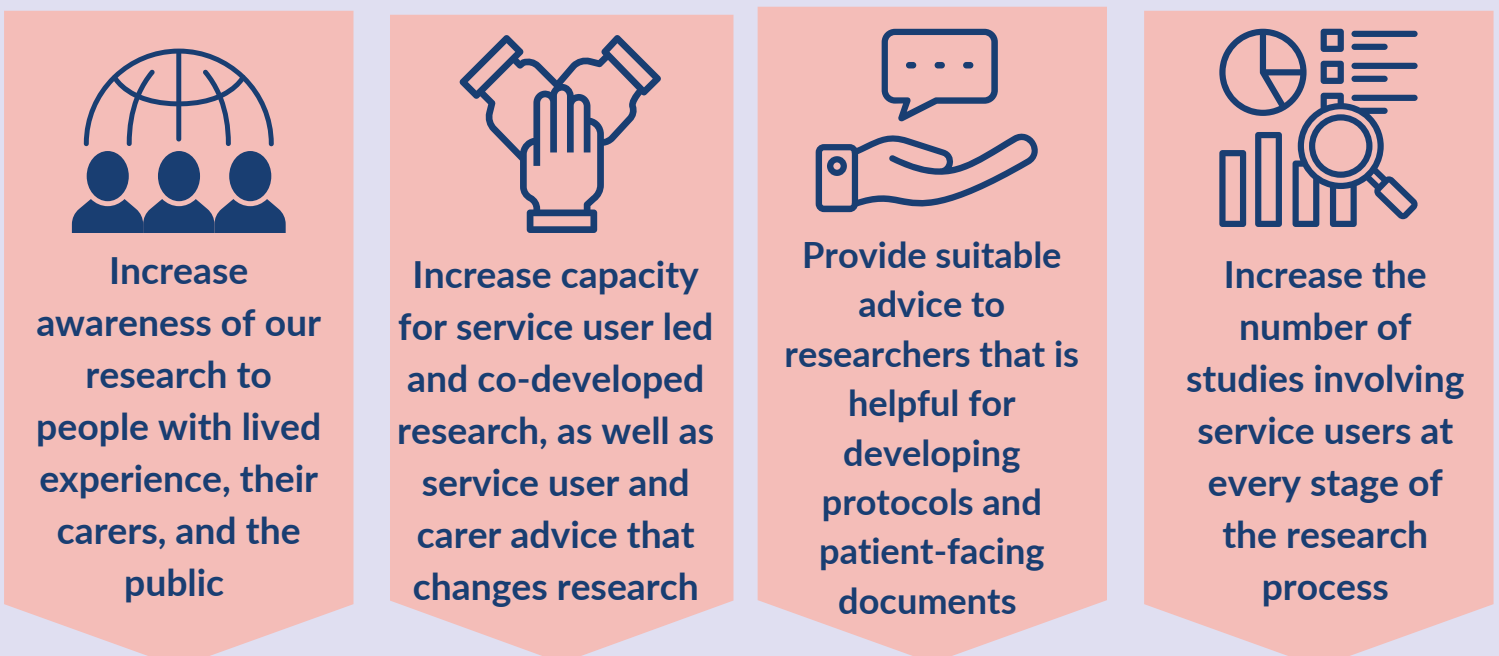 Increase
awareness of our
research to
people with lived
experience, their
carers, and the
public
Increase capacity
for service user led
and co-developed
research, as well as
service user and
carer advice that
changes research
Provide suitable
advice to
researchers that is
helpful for
developing
protocols and
patient-facing
documents
Increase the
number of
studies involving
service users at
every stage of
the research
process